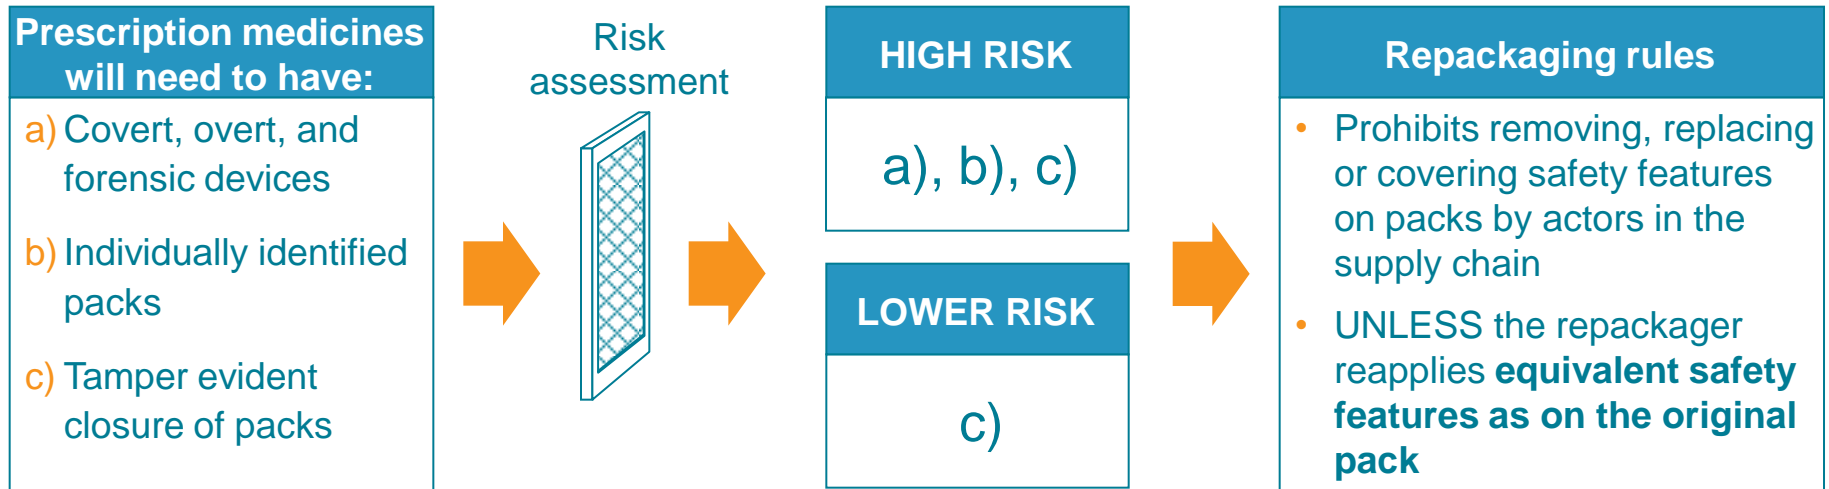 Prescription medicines
will need to have:
a) Covert, overt, and
forensic devices
b) Individually identified
packs
c) Tamper evident
closure of packs
Risk
assessment
HIGH RISK
a), b), c)
LOWER RISK
c)
Repackaging rules
• Prohibits removing, replacing
or covering safety features
on packs by actors in the
supply chain
• UNLESS the repackager
reapplies equivalent safety
features as on the original
pack